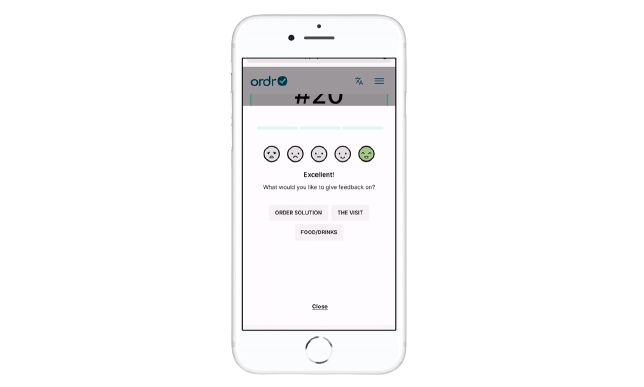 ordr
#20
Excellent!
What would you like to give feedback on?
ORDER SOLUTION THE VISIT
FOOD/DRINKS
Close